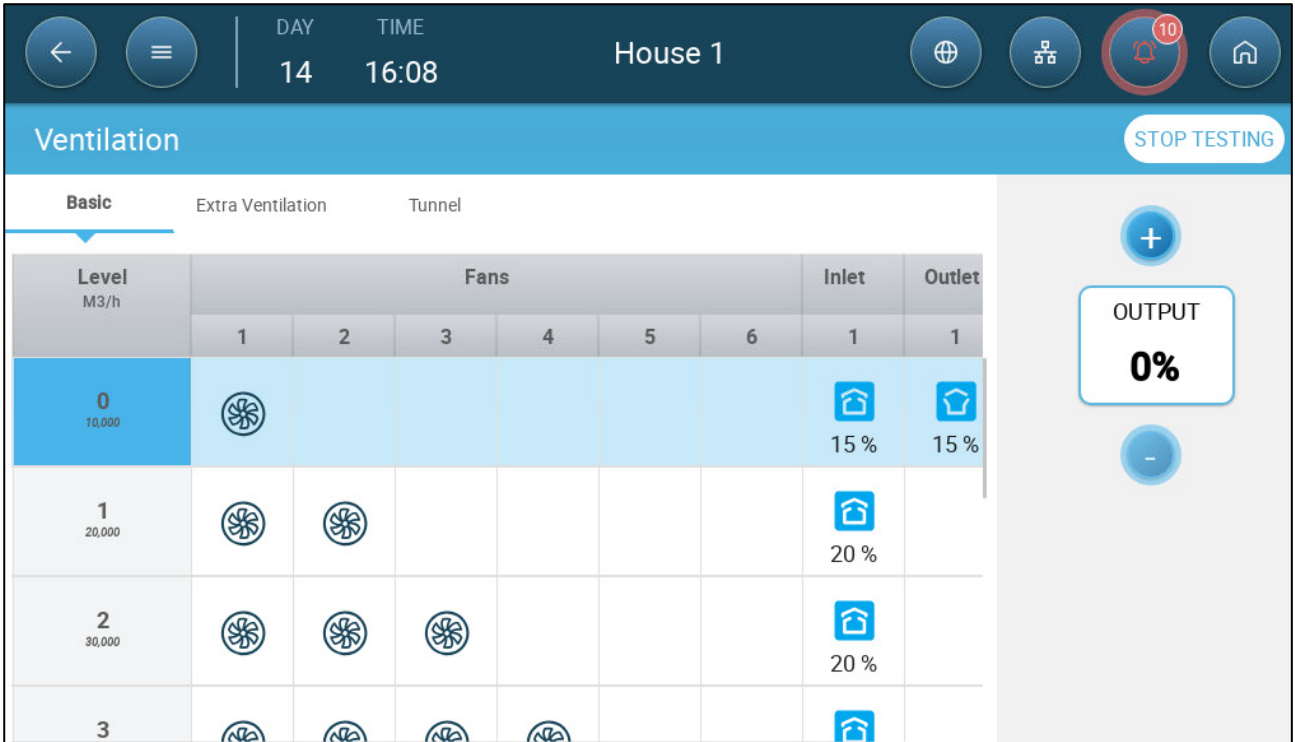 DAY TIME
14 16:08
House 1
10
Ventilation
STOP TESTING
Basic Extra Ventilation Tunnel
Level Fans Inlet Outlet
M3/h
1 2 3 4 5 6 1 1
0
10,000
15 % 15 %
1
20,000
20 %
2
30,000
20 %
3
+
OUTPUT
0%
-